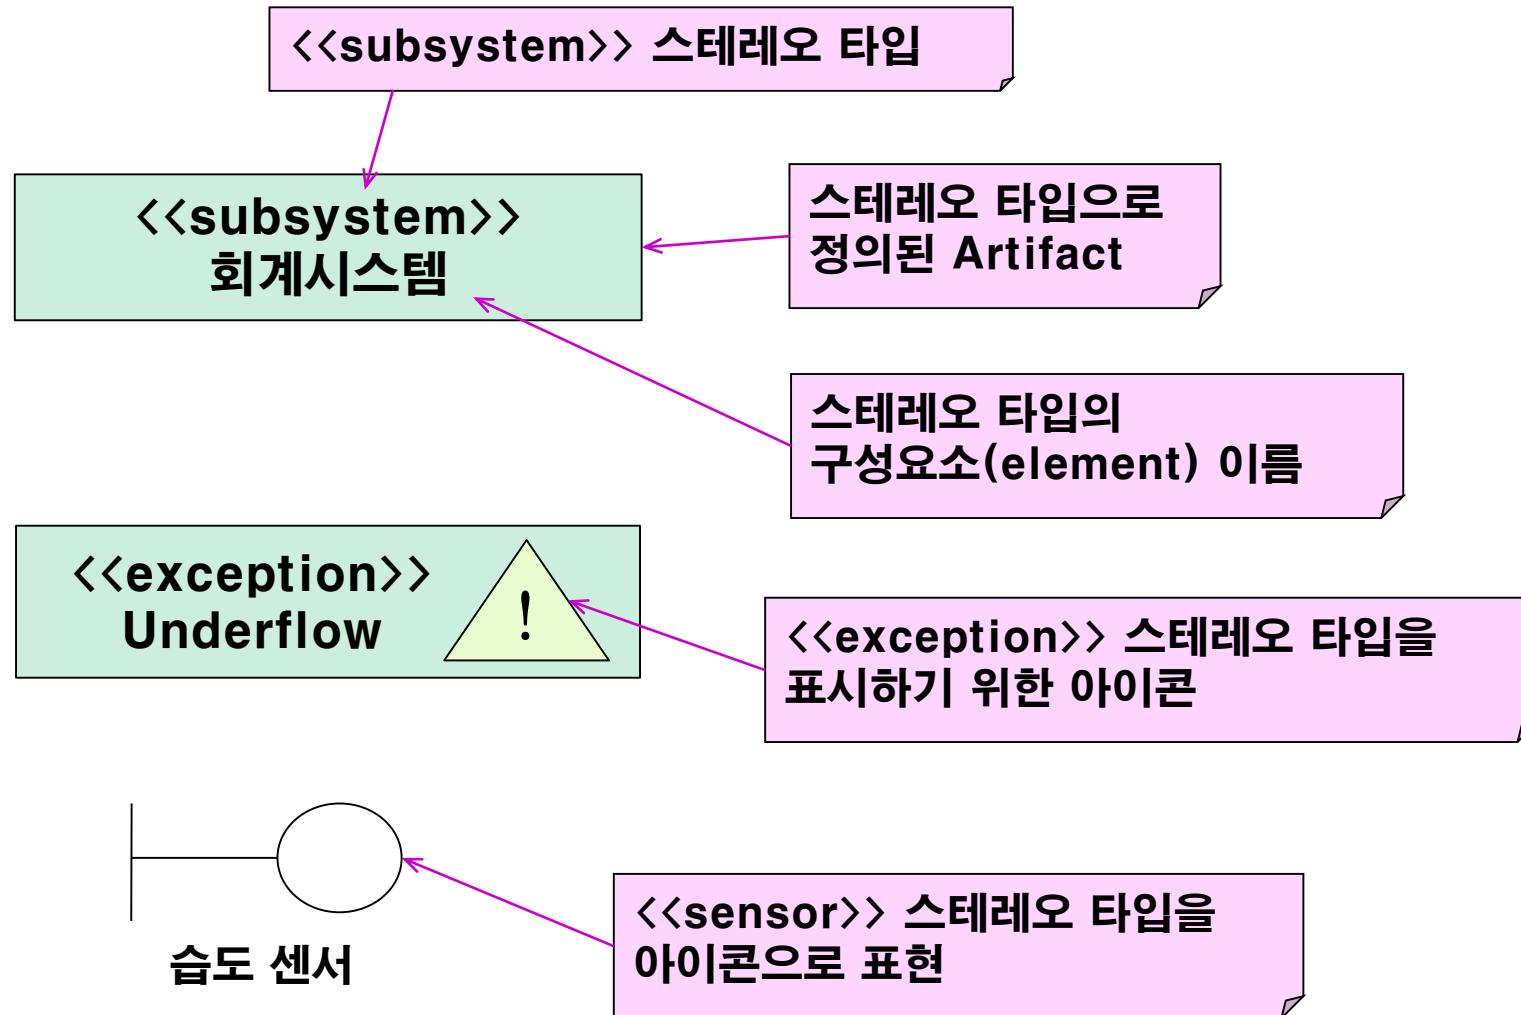 <<subsystem>> 스테레오 타입
<<subsystem>>
회계시스템
스테레오 타입으로
정의된 Artifact
스테레오 타입의
구성요소(element) 이름
<<exception>>
Underflow
!
<<exception>> 스테레오 타입을
표시하기 위한 아이콘
습도 센서
<<sensor>> 스테레오 타입을
아이콘으로 표현